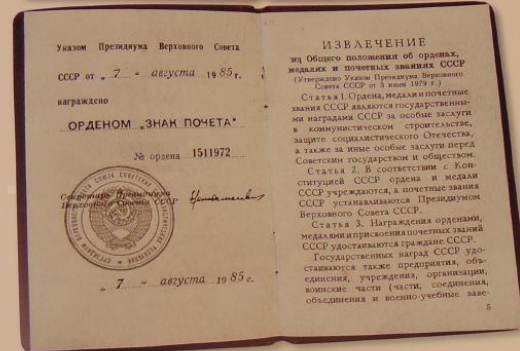 Указом Президиума Верховного Совета
СССР от „ 7 „ августа 1985 г.
награждено
ОРДЕНОМ „ЗНАК ПОЧЕТА“
№ ордена 1511972
Секретарь Президиума
Верховного Совета СССР
„ 7 „ августа 1985 г.
ИЗВЛЕЧЕНИЕ
из Общего положения об орденах,
медалях и почетных званиях СССР
(Утверждено Указом Президиума Верховного
Совета СССР от 3 июля 1979 г.)
Статья 1. Ордена, медали и почетные
звания СССР являются государственны-
ми наградами СССР за особые заслуги
в коммунистическом строительстве,
защите социалистического Отечества,
а также за иные особые заслуги перед
Советским государством и обществом.
Статья 2. В соответствии с Кон-
ституцией СССР ордена и медали
СССР учреждаются, а почетные звания
СССР устанавливаются Президиумом
Верховного Совета СССР.
Статья 3. Награждения орденами,
медалями и присвоения почетных званий
СССР удостаиваются граждане СССР.
Государственных наград СССР удо-
стаиваются также предприятия, объ-
единения, учреждения, организации,
воинские части (части, соединения,
объединения и военно-учебные заве-
5